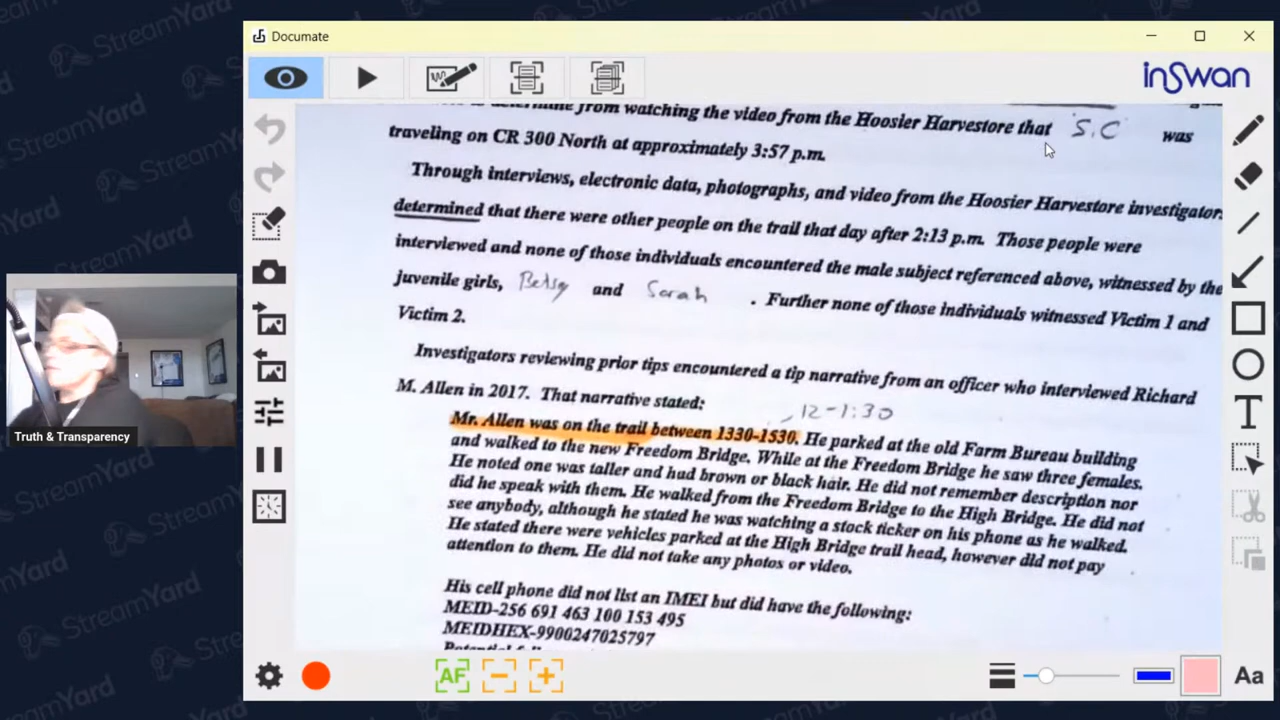 StreamYard
Documate
inSwan
determine from watching the video from the Hoosier Harvestore that S.C was
traveling on CR 300 North at approximately 3:57 p.m.
Through interviews, electronic data, photographs, and video from the Hoosier Harvestore investigator
determined that there were other people on the trail that day after 2:13 p.m. Those people were
interviewed and none of those individuals encountered the male subject referenced above, witnessed by the
juvenile girls, Betsy and Sarah . Further none of those individuals witnessed Victim 1 and
Victim 2.
Investigators reviewing prior tips encountered a tip narrative from an officer who interviewed Richard
M. Allen in 2017. That narrative stated:
12-1:30
Mr. Allen was on the trail between 1330-1530. He parked at the old Farm Bureau building
and walked to the new Freedom Bridge. While at the Freedom Bridge he saw three females.
He noted one was taller and had brown or black hair. He did not remember description nor
did he speak with them. He walked from the Freedom Bridge to the High Bridge. He did not
see anybody, although he stated he was watching a stock ticker on his phone as he walked.
He stated there were vehicles parked at the High Bridge trail head, however did not pay
attention to them. He did not take any photos or video.
His cell phone did not list an IMEI but did have the following:
MEID-256 691 463 100 153 495
MEIDHEX-9900247025797
Truth & Transparency
T
AF
Aa